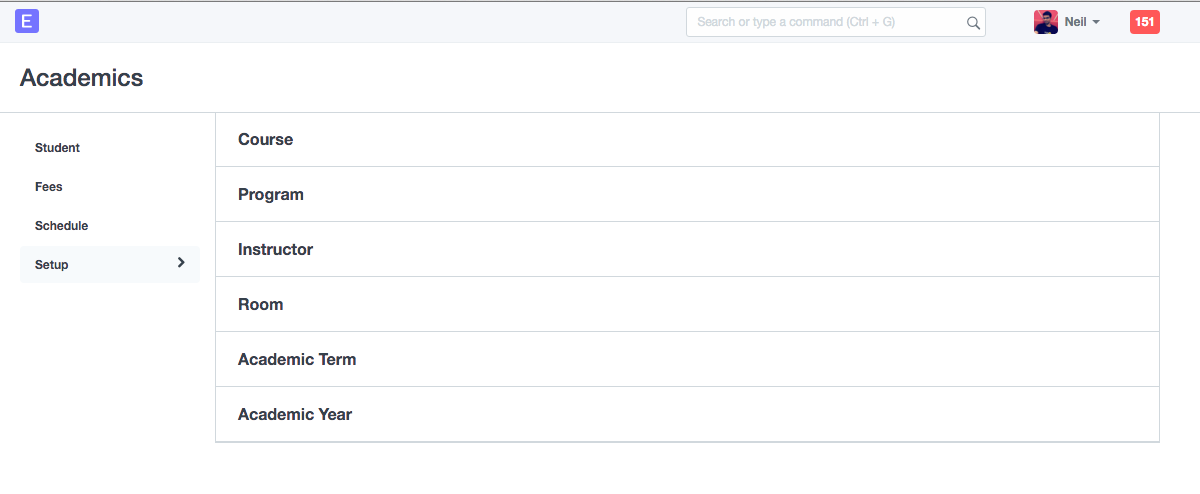 E
Search or type a command (Ctrl + G)
Neil
151
Academics
Student
Fees
Schedule
Setup
Course
Program
Instructor
Room
Academic Term
Academic Year